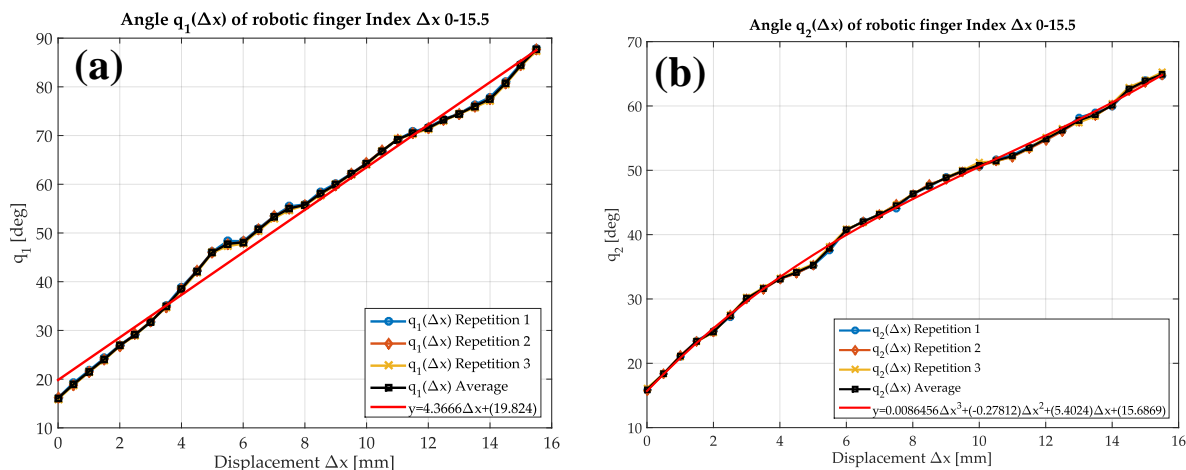 Angle q1(Δx) of robotic finger Index Δx 0-15.5
(a)
90
80
70
60
50
40
30
20
10
q1 [deg]
0 2 4 6 8 10 12 14 16
Displacement Δx [mm]
q1(Δx) Repetition 1
q1(Δx) Repetition 2
q1(Δx) Repetition 3
q1(Δx) Average
y=4.3666Δx+(19.824)
Angle q2(Δx) of robotic finger Index Δx 0-15.5
(b)
70
60
50
40
30
20
10
q2 [deg]
0 2 4 6 8 10 12 14 16
Displacement Δx [mm]
q2(Δx) Repetition 1
q2(Δx) Repetition 2
q2(Δx) Repetition 3
q2(Δx) Average
y=0.0086456Δx³+(-0.27812)Δx²+(5.4024)Δx+(15.6869)